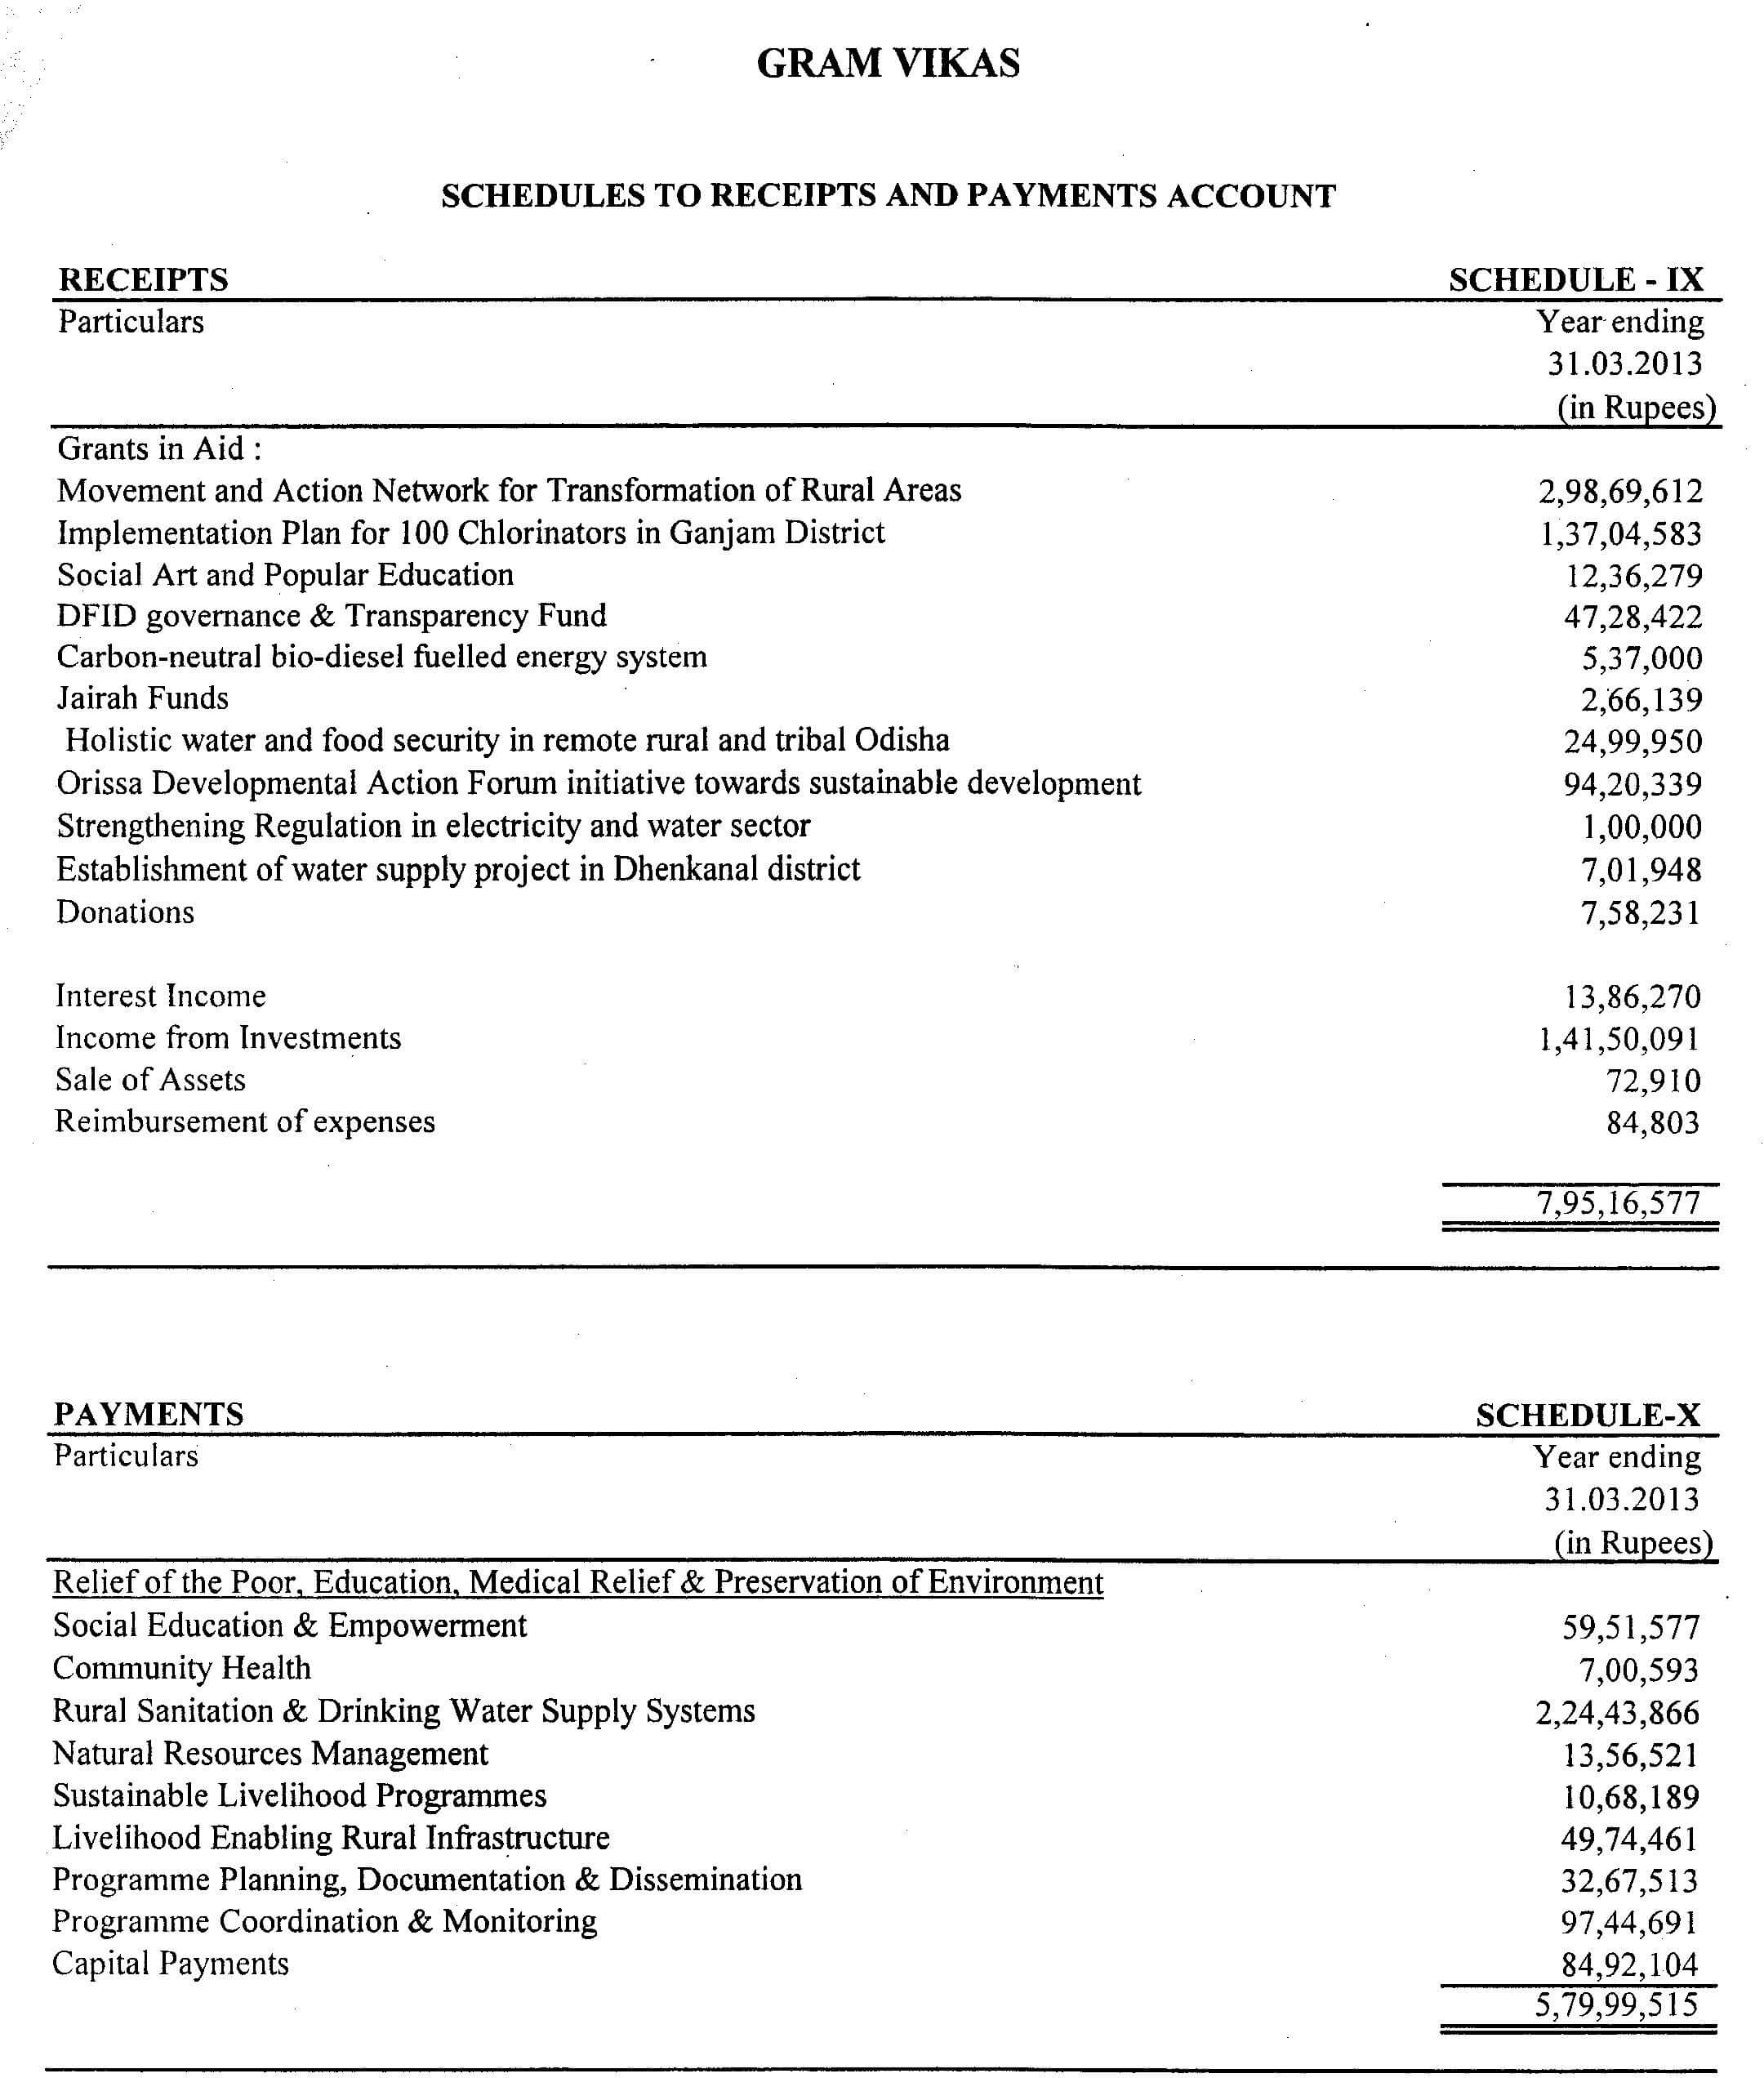 GRAM VIKAS
SCHEDULES TO RECEIPTS AND PAYMENTS ACCOUNT
RECEIPTS SCHEDULE - IX
Particulars Year ending
31.03.2013
(in Rupees)
Grants in Aid :
Movement and Action Network for Transformation of Rural Areas 2,98,69,612
Implementation Plan for 100 Chlorinators in Ganjam District 1,37,04,583
Social Art and Popular Education 12,36,279
DFID governance & Transparency Fund 47,28,422
Carbon-neutral bio-diesel fuelled energy system 5,37,000
Jairah Funds 2,66,139
Holistic water and food security in remote rural and tribal Odisha 24,99,950
Orissa Developmental Action Forum initiative towards sustainable development 94,20,339
Strengthening Regulation in electricity and water sector 1,00,000
Establishment of water supply project in Dhenkanal district 7,01,948
Donations 7,58,231
Interest Income 13,86,270
Income from Investments 1,41,50,091
Sale of Assets 72,910
Reimbursement of expenses 84,803
7,95,16,577
PAYMENTS SCHEDULE-X
Particulars Year ending
31.03.2013
(in Rupees)
Relief of the Poor, Education, Medical Relief & Preservation of Environment
Social Education & Empowerment 59,51,577
Community Health 7,00,593
Rural Sanitation & Drinking Water Supply Systems 2,24,43,866
Natural Resources Management 13,56,521
Sustainable Livelihood Programmes 10,68,189
Livelihood Enabling Rural Infrastructure 49,74,461
Programme Planning, Documentation & Dissemination 32,67,513
Programme Coordination & Monitoring 97,44,691
Capital Payments 84,92,104
5,79,99,515